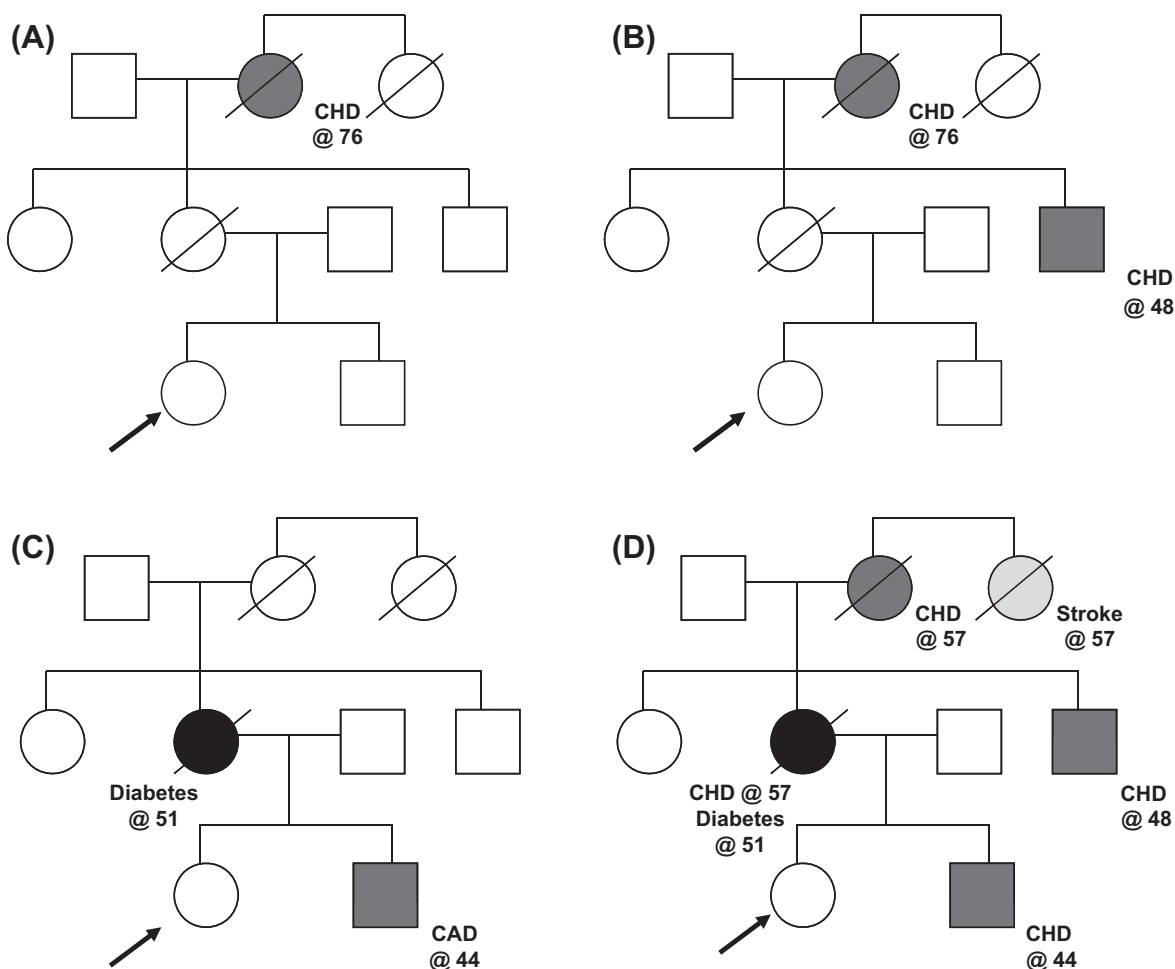 (A)
CHD
@ 76
(B)
CHD
@ 76
CHD
@ 48
(C)
Diabetes
@ 51
CAD
@ 44
(D)
CHD
@ 57
Stroke
@ 57
CHD @ 57
Diabetes
@ 51
CHD
@ 48
CHD
@ 44